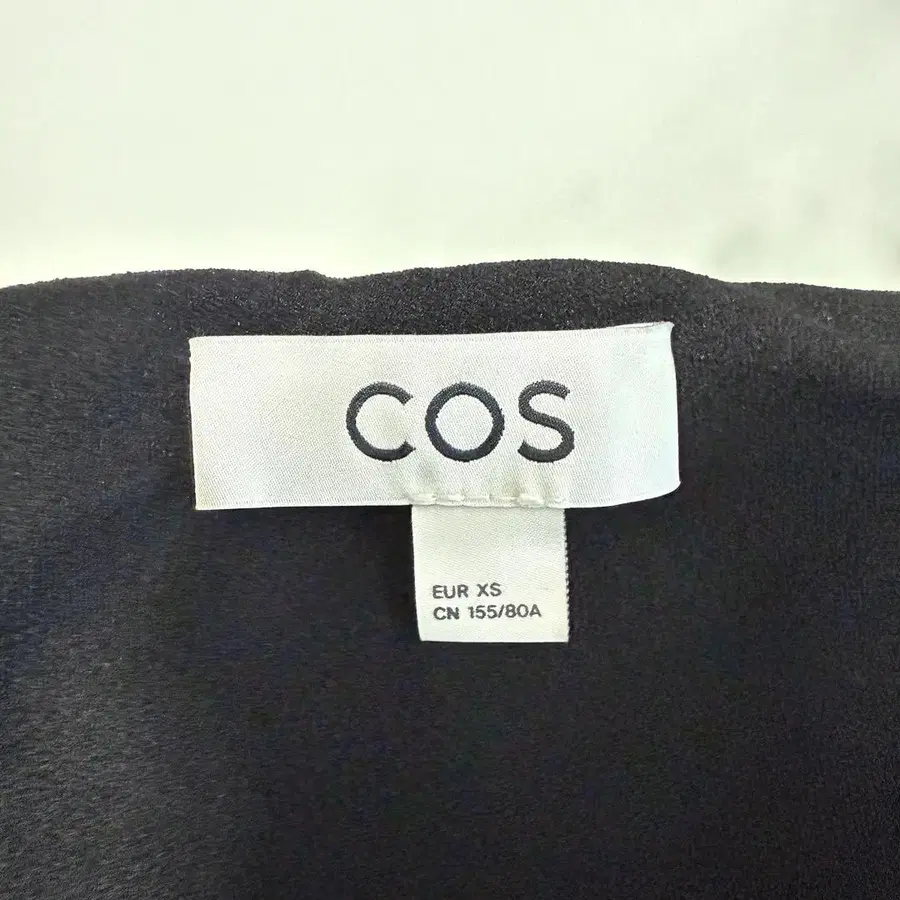 COS
EUR XS
CN 155/80A